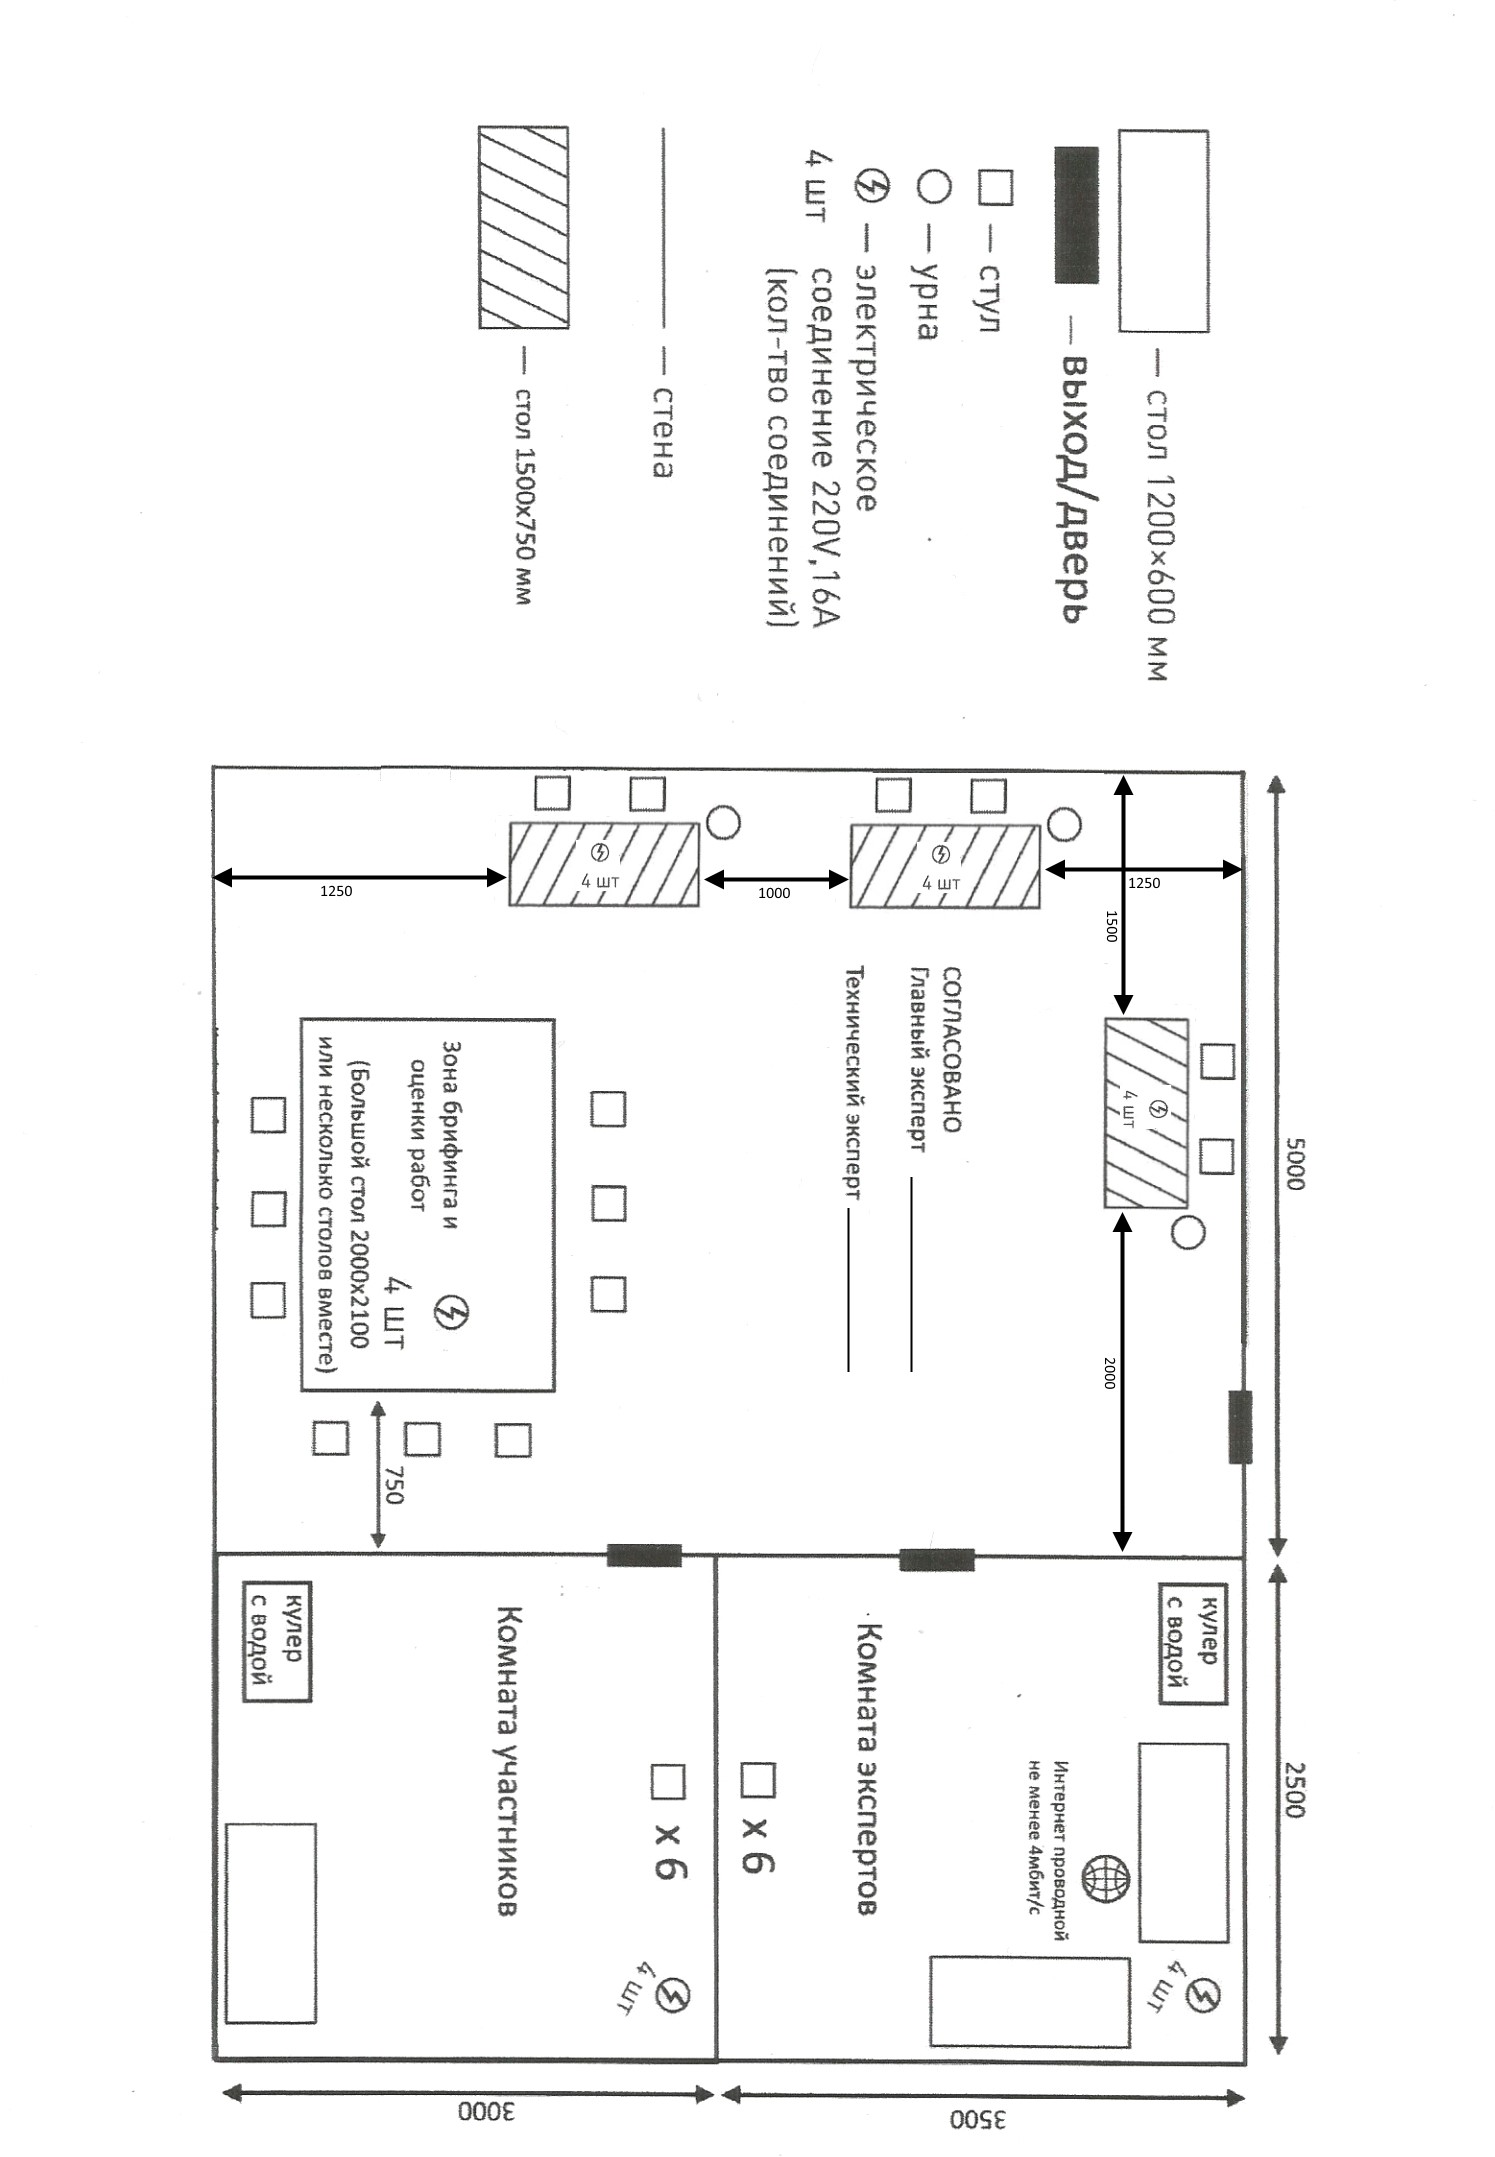 — стол 1200×600 мм
— выход/дверь
— стул
— урна
— электрическое
4 шт соединение 220V,16A
(кол-тво соединений)
— стена
— стол 1500х750 мм
5000
2500
1250
1500
4 шт
2000
1000
4 шт
4 шт
1250
СОГЛАСОВАНО
Главный эксперт
Технический эксперт
Зона брифинга и
оценки работ
4 шт
(Большой стол 2000х2100
или несколько столов вместе)
750
кулер
с водой
Интернет проводной
не менее 4мбит/с
4 шт
Комната экспертов
х 6
х 6
4 шт
Комната участников
кулер
с водой
3500
3000